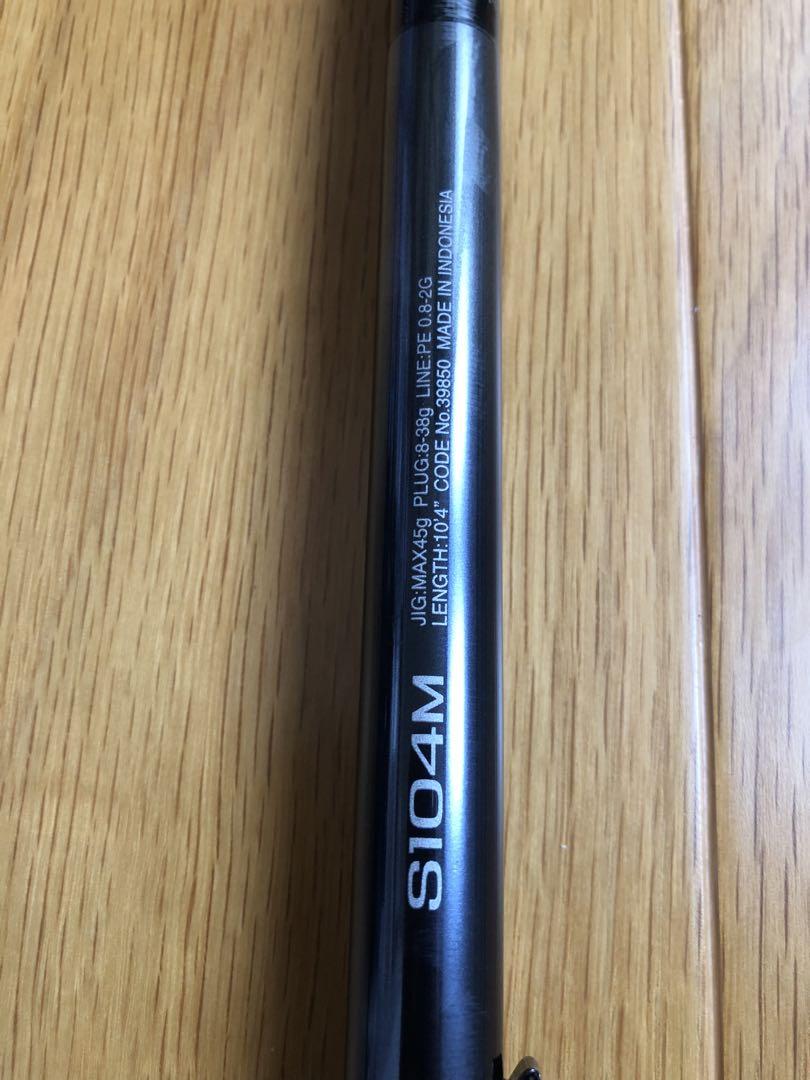 S104M
JIG:MAX45g PLUG:8-38g LINE:PE 0.8-2G
LENGTH:10'4" CODE No.39850 MADE IN INDONESIA